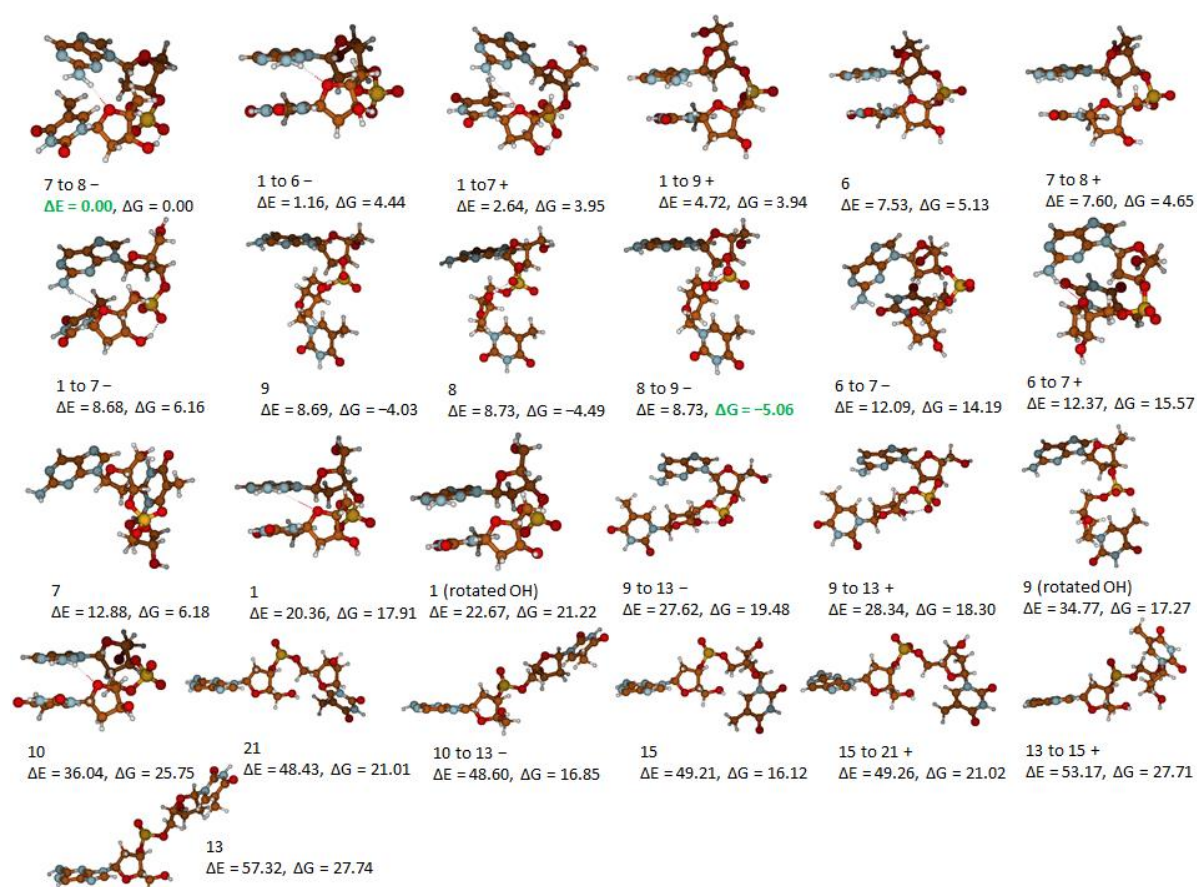 7 to 8 −
ΔE = 0.00, ΔG = 0.00
1 to 6 −
ΔE = 1.16, ΔG = 4.44
1 to7 +
ΔE = 2.64, ΔG = 3.95
1 to 9 +
ΔE = 4.72, ΔG = 3.94
6
ΔE = 7.53, ΔG = 5.13
7 to 8 +
ΔE = 7.60, ΔG = 4.65
1 to 7 −
ΔE = 8.68, ΔG = 6.16
9
ΔE = 8.69, ΔG = −4.03
8
ΔE = 8.73, ΔG = −4.49
8 to 9 −
ΔE = 8.73, ΔG = −5.06
6 to 7 −
ΔE = 12.09, ΔG = 14.19
6 to 7 +
ΔE = 12.37, ΔG = 15.57
7
ΔE = 12.88, ΔG = 6.18
1
ΔE = 20.36, ΔG = 17.91
1 (rotated OH)
ΔE = 22.67, ΔG = 21.22
9 to 13 −
ΔE = 27.62, ΔG = 19.48
9 to 13 +
ΔE = 28.34, ΔG = 18.30
9 (rotated OH)
ΔE = 34.77, ΔG = 17.27
10
ΔE = 36.04, ΔG = 25.75
21
ΔE = 48.43, ΔG = 21.01
10 to 13 −
ΔE = 48.60, ΔG = 16.85
15
ΔE = 49.21, ΔG = 16.12
15 to 21 +
ΔE = 49.26, ΔG = 21.02
13 to 15 +
ΔE = 53.17, ΔG = 27.71
13
ΔE = 57.32, ΔG = 27.74